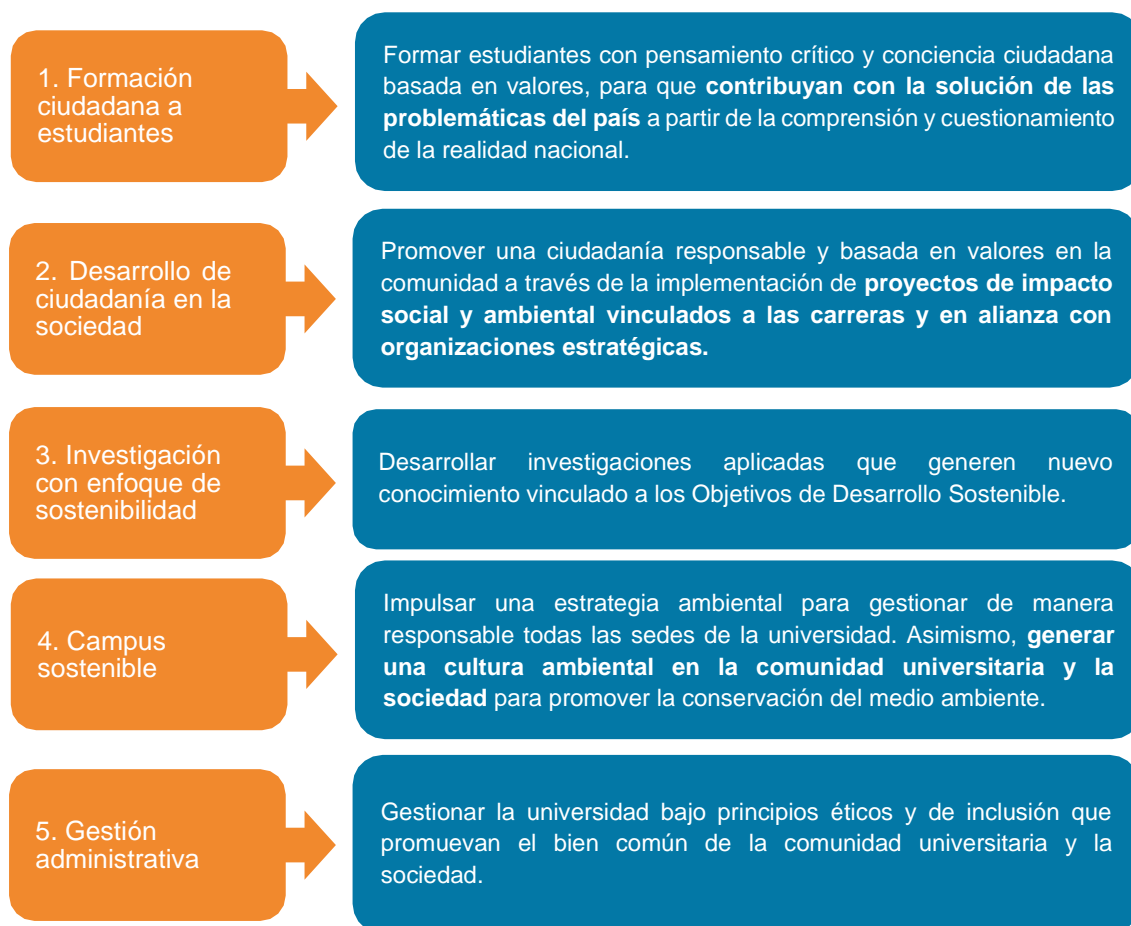 1. Formación
ciudadana a
estudiantes
Formar estudiantes con pensamiento crítico y conciencia ciudadana
basada en valores, para que contribuyan con la solución de las
problemáticas del país a partir de la comprensión y cuestionamiento
de la realidad nacional.
2. Desarrollo de
ciudadanía en la
sociedad
Promover una ciudadanía responsable y basada en valores en la
comunidad a través de la implementación de proyectos de impacto
social y ambiental vinculados a las carreras y en alianza con
organizaciones estratégicas.
3. Investigación
con enfoque de
sostenibilidad
Desarrollar investigaciones aplicadas que generen nuevo
conocimiento vinculado a los Objetivos de Desarrollo Sostenible.
4. Campus
sostenible
Impulsar una estrategia ambiental para gestionar de manera
responsable todas las sedes de la universidad. Asimismo, generar
una cultura ambiental en la comunidad universitaria y la
sociedad para promover la conservación del medio ambiente.
5. Gestión
administrativa
Gestionar la universidad bajo principios éticos y de inclusión que
promuevan el bien común de la comunidad universitaria y la
sociedad.